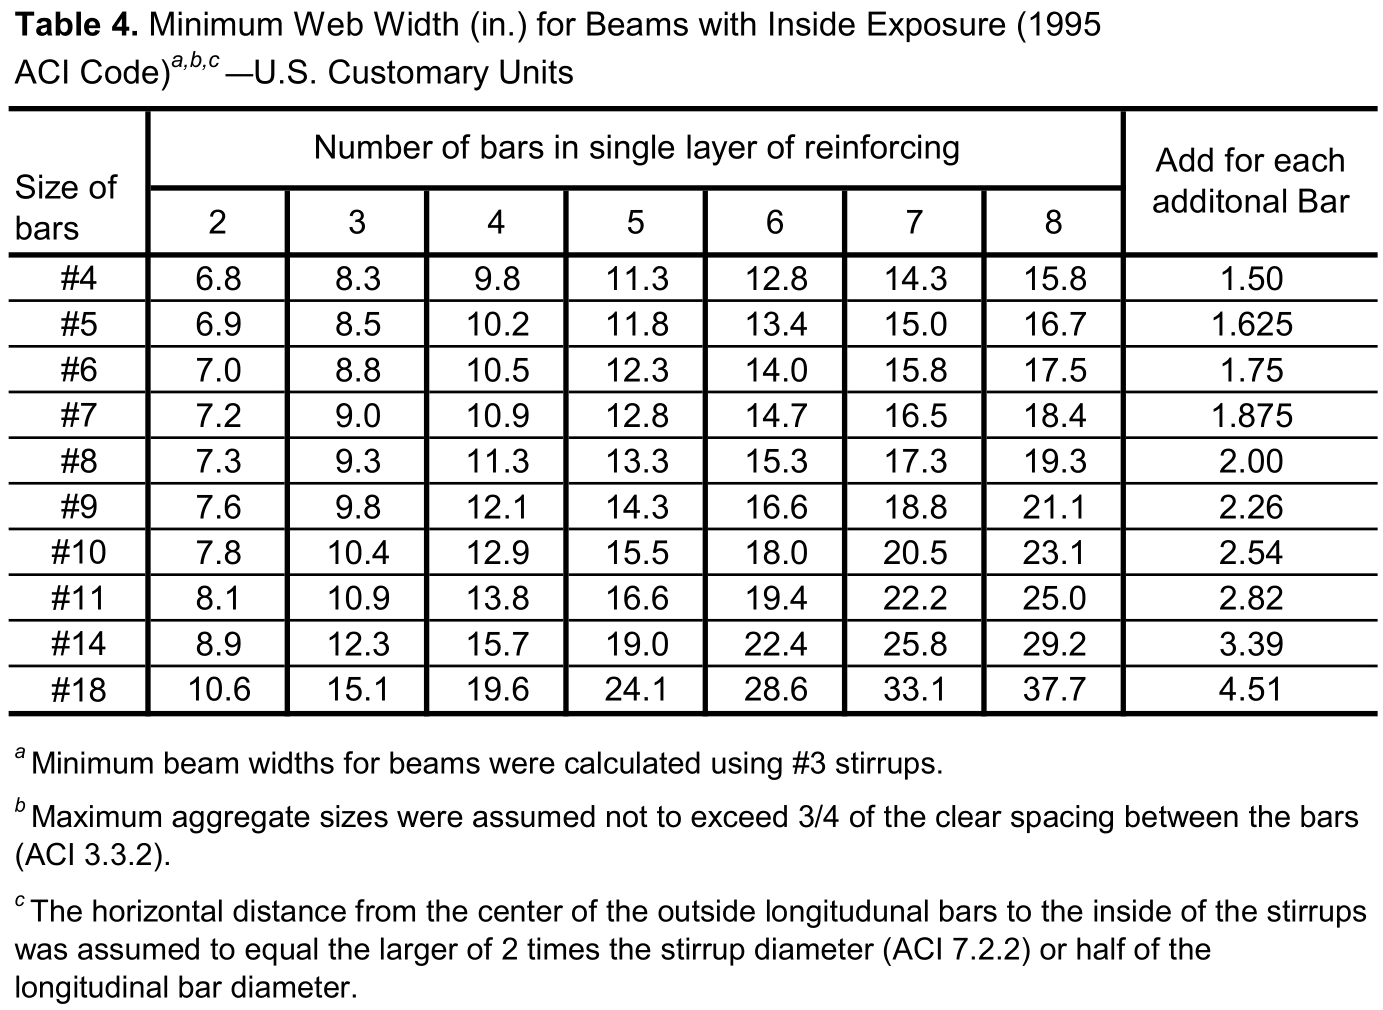 Table 4. Minimum Web Width (in.) for Beams with Inside Exposure (1995
ACI Code)a,b,c —U.S. Customary Units
Size of
bars
Number of bars in single layer of reinforcing
Add for each
additonal Bar
2 3 4 5 6 7 8
#4 6.8 8.3 9.8 11.3 12.8 14.3 15.8 1.50
#5 6.9 8.5 10.2 11.8 13.4 15.0 16.7 1.625
#6 7.0 8.8 10.5 12.3 14.0 15.8 17.5 1.75
#7 7.2 9.0 10.9 12.8 14.7 16.5 18.4 1.875
#8 7.3 9.3 11.3 13.3 15.3 17.3 19.3 2.00
#9 7.6 9.8 12.1 14.3 16.6 18.8 21.1 2.26
#10 7.8 10.4 12.9 15.5 18.0 20.5 23.1 2.54
#11 8.1 10.9 13.8 16.6 19.4 22.2 25.0 2.82
#14 8.9 12.3 15.7 19.0 22.4 25.8 29.2 3.39
#18 10.6 15.1 19.6 24.1 28.6 33.1 37.7 4.51
a Minimum beam widths for beams were calculated using #3 stirrups.
b Maximum aggregate sizes were assumed not to exceed 3/4 of the clear spacing between the bars
(ACI 3.3.2).
c The horizontal distance from the center of the outside longitudunal bars to the inside of the stirrups
was assumed to equal the larger of 2 times the stirrup diameter (ACI 7.2.2) or half of the
longitudinal bar diameter.